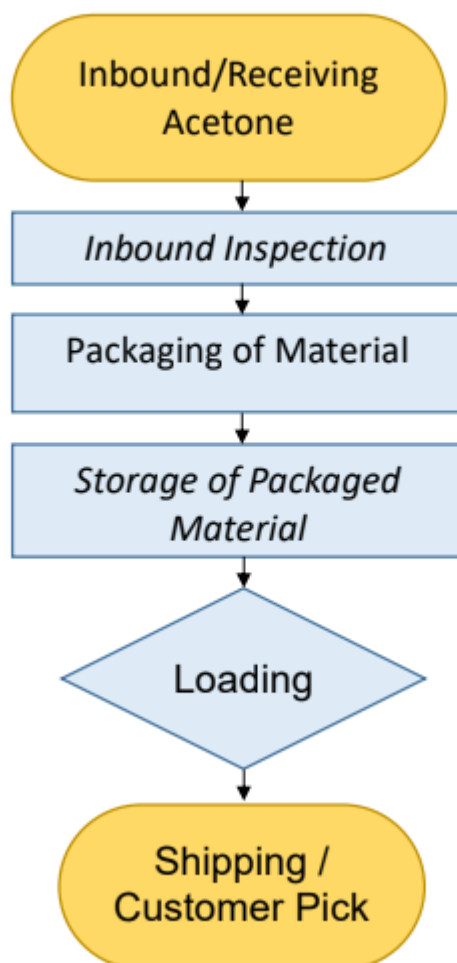 Inbound/Receiving
Acetone
Inbound Inspection
Packaging of Material
Storage of Packaged
Material
Loading
Shipping /
Customer Pick